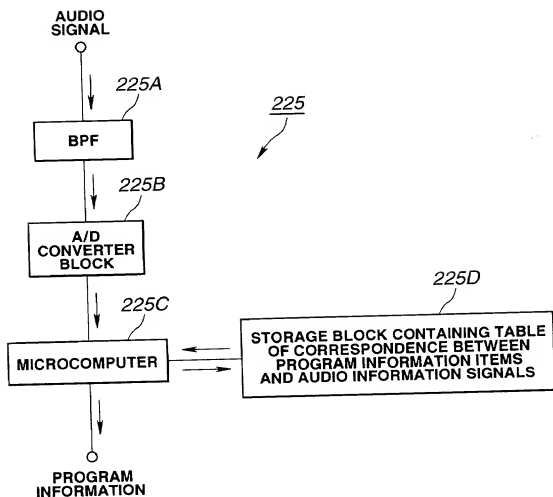 AUDIO
SIGNAL
225A
BPF
225
225B
A/D
CONVERTER
BLOCK
225C
MICROCOMPUTER
225D
STORAGE BLOCK CONTAINING TABLE
OF CORRESPONDENCE BETWEEN
PROGRAM INFORMATION ITEMS
AND AUDIO INFORMATION SIGNALS
PROGRAM
INFORMATION